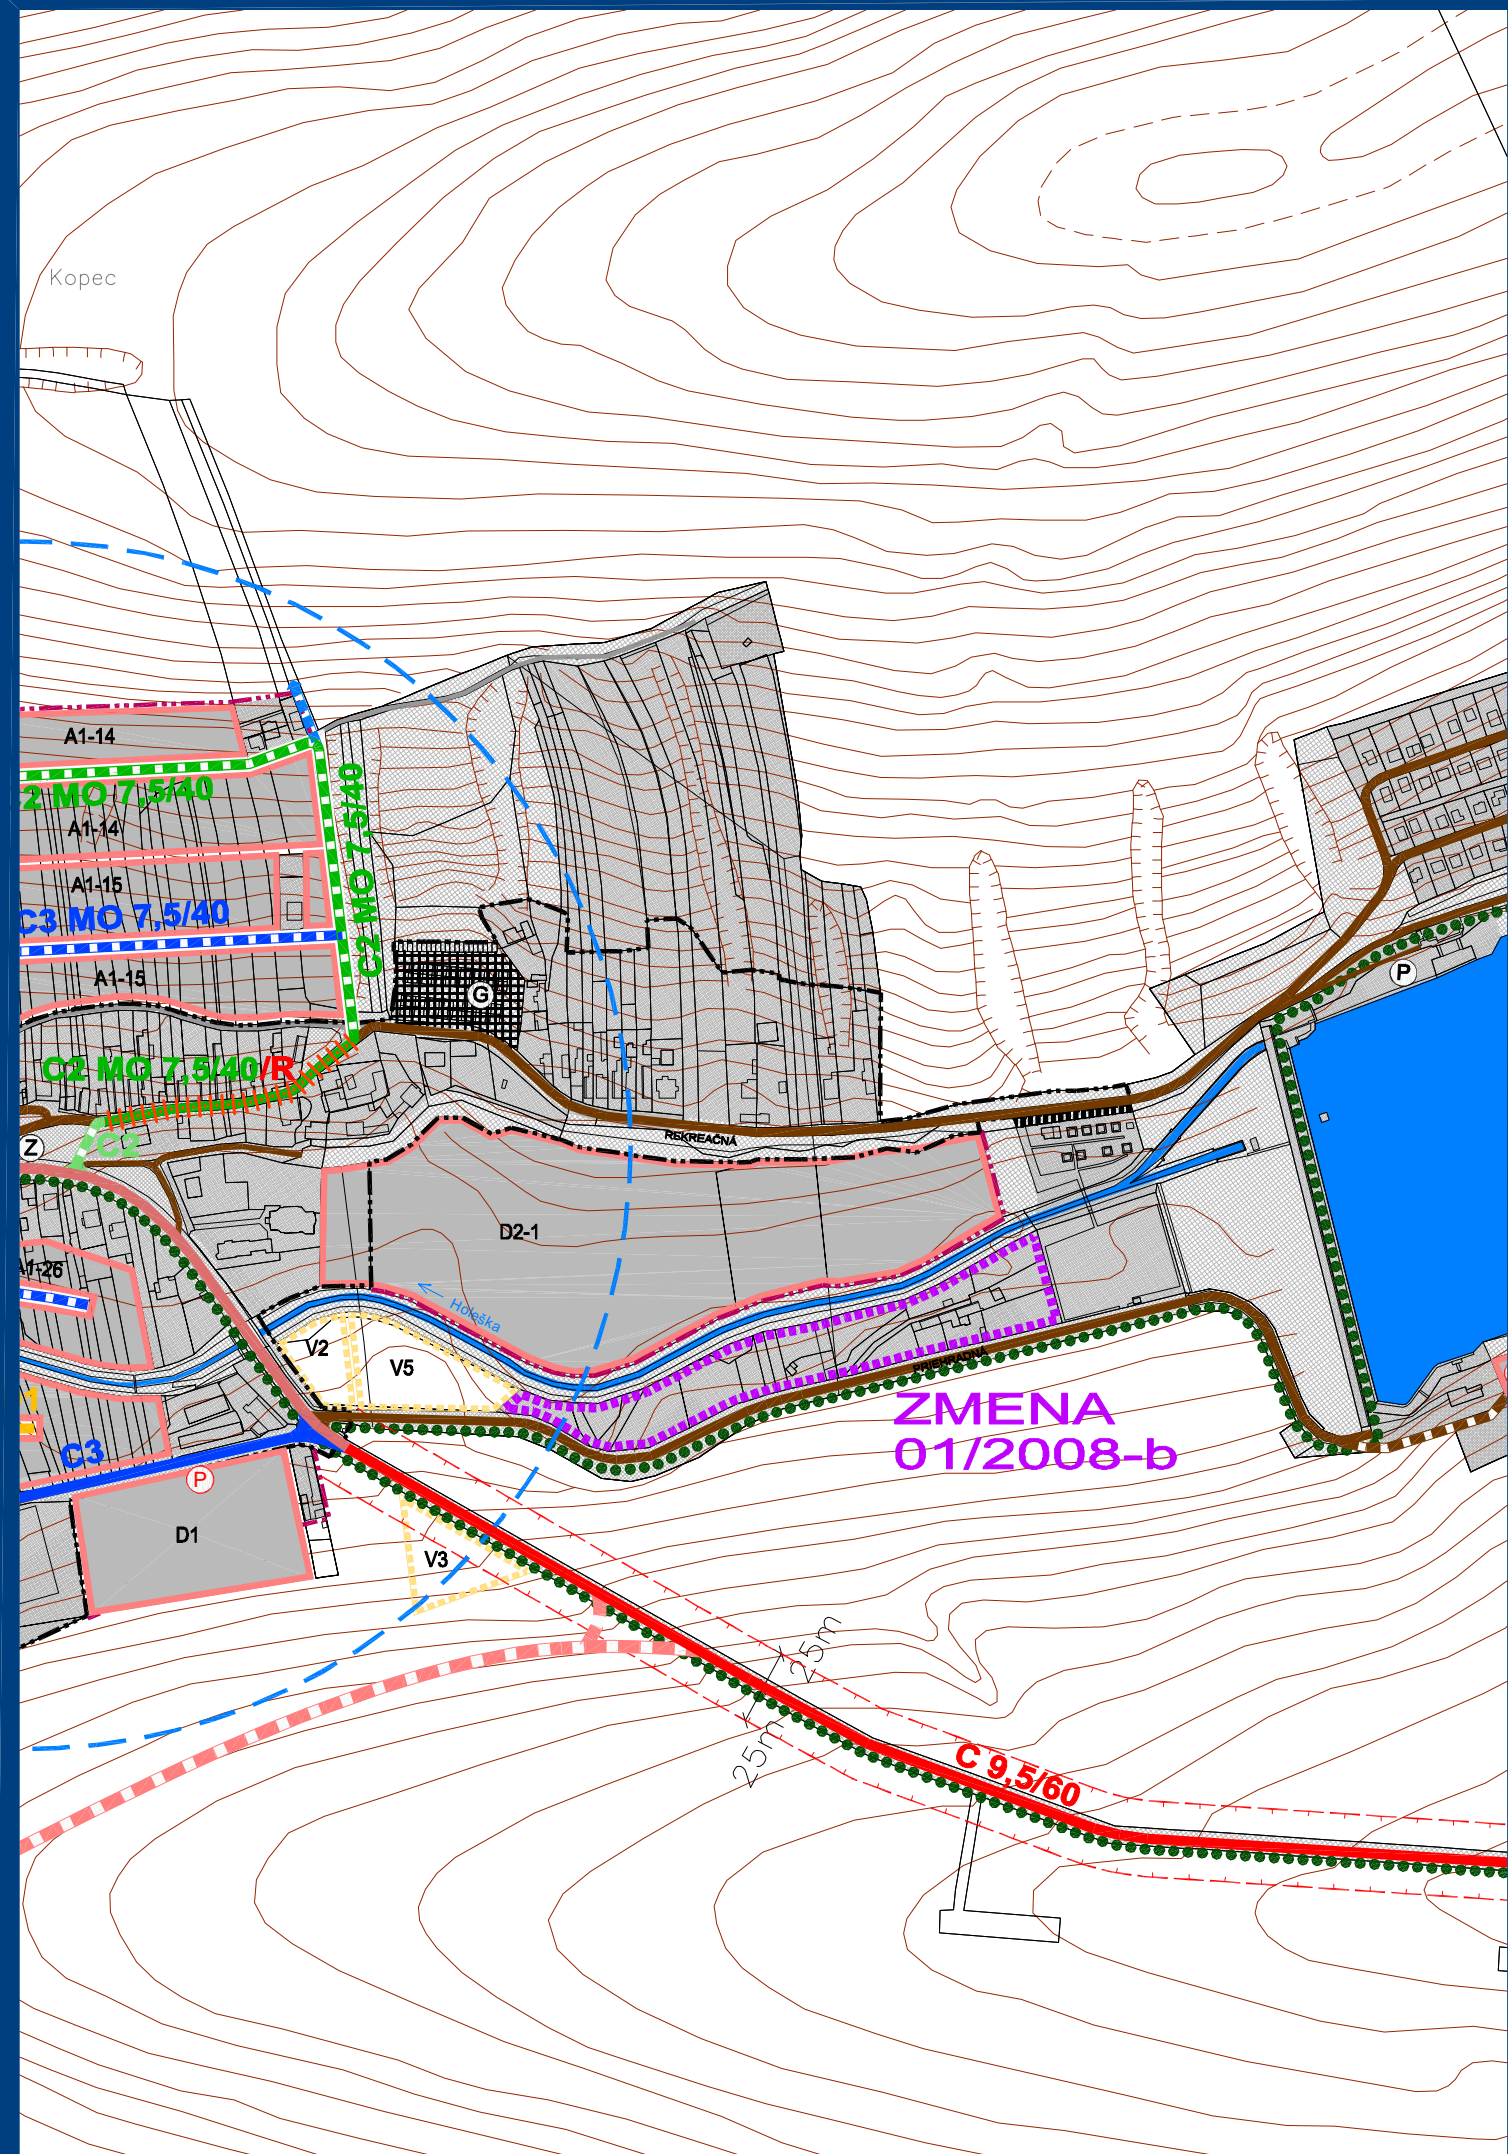 Kopec
A1-14
2 MO 7,5/40
A1-14
C2 MO 7,5/40
A1-15
C3 MO 7,5/40
A1-15
G
P
C2 MO 7,5/40/R
REKREAČNÁ
Z
C2
D2-1
A1-26
Holeška
V2
V5
PRIEHRADNÁ
ZMENA
01/2008-b
1
C3
P
D1
V3
25m
25m
C 9,5/60